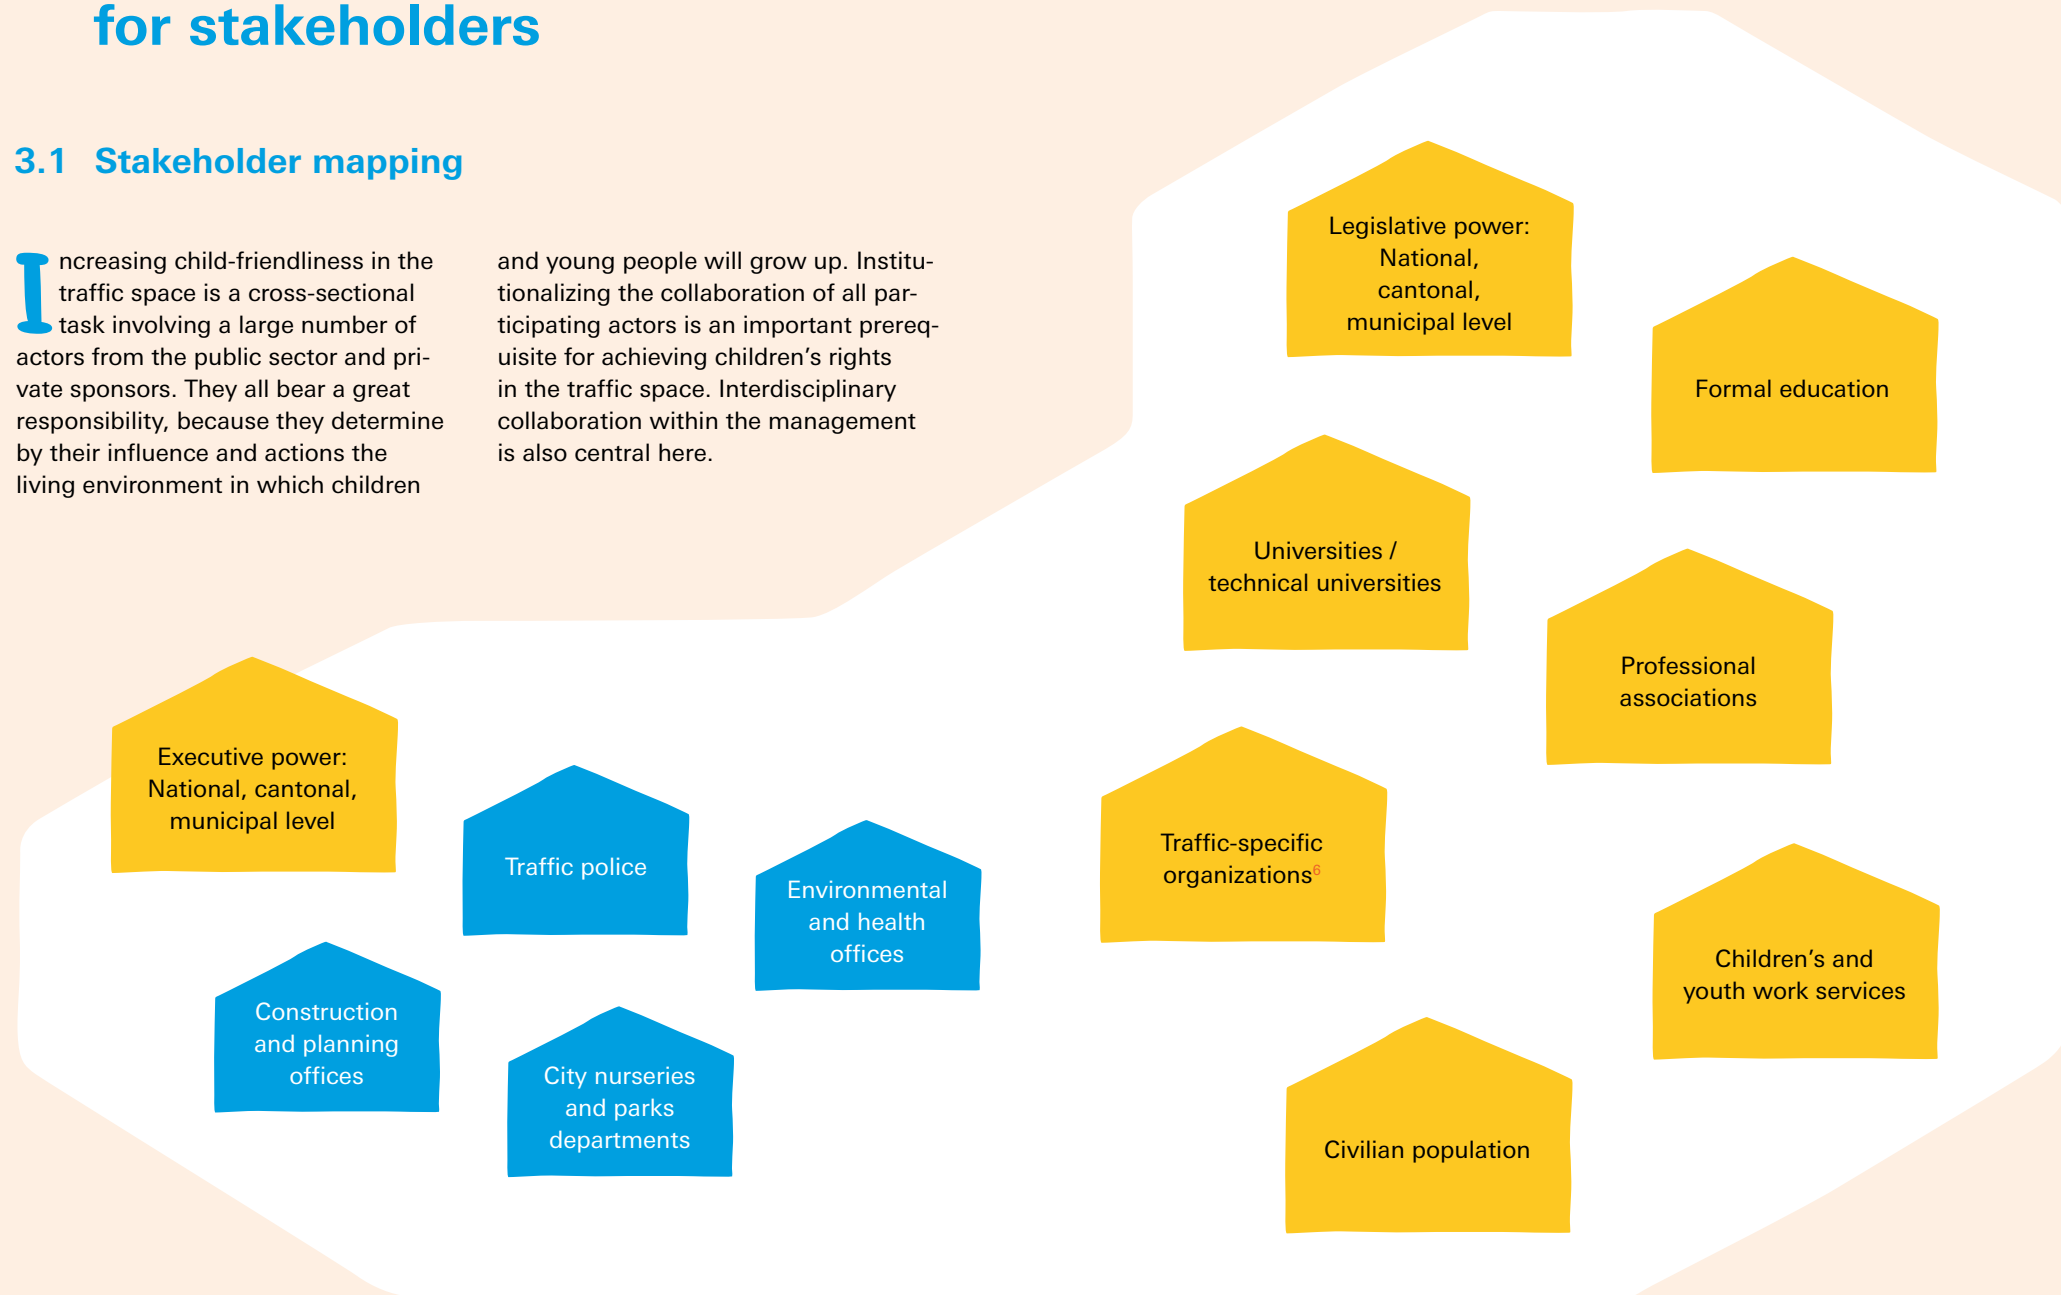 for stakeholders
3.1 Stakeholder mapping
Increasing child-friendliness in the
traffic space is a cross-sectional
task involving a large number of
actors from the public sector and pri-
vate sponsors. They all bear a great
responsibility, because they determine
by their influence and actions the
living environment in which children
and young people will grow up. Institu-
tionalizing the collaboration of all par-
ticipating actors is an important prereq-
uisite for achieving children’s rights
in the traffic space. Interdisciplinary
collaboration within the management
is also central here.
Executive power:
National, cantonal,
municipal level
Traffic police
Environmental
and health
offices
Construction
and planning
offices
City nurseries
and parks
departments
Legislative power:
National,
cantonal,
municipal level
Formal education
Universities /
technical universities
Professional
associations
Traffic-specific
organizations6
Children’s and
youth work services
Civilian population